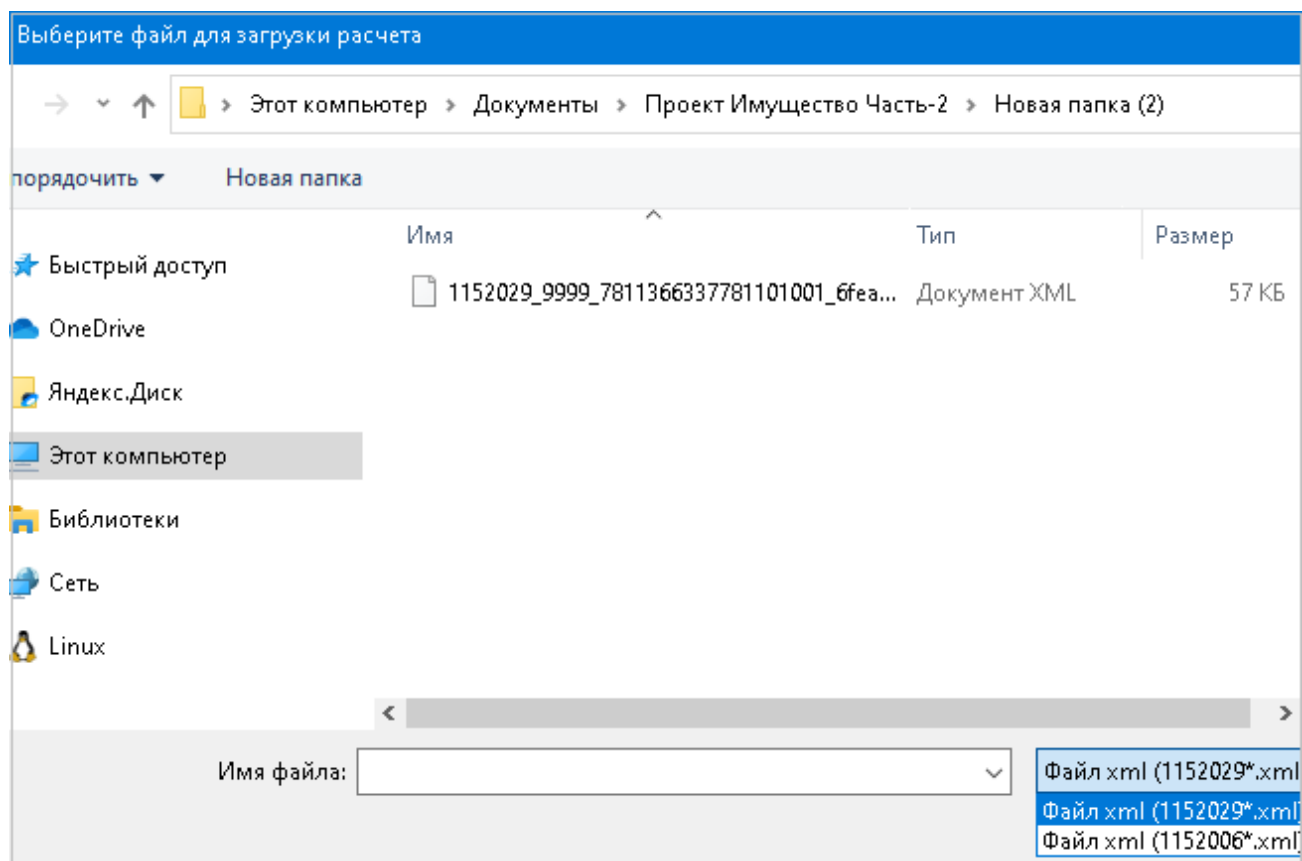 Выберите файл для загрузки расчета
Этот компьютер > Документы > Проект Имущество Часть-2 > Новая папка (2)
порядочить Новая папка
Имя Тип Размер
Быстрый доступ
1152029_9999_7811366337781101001_6fea... Документ XML 57 КБ
OneDrive
Яндекс.Диск
Этот компьютер
Библиотеки
Сеть
Linux
Имя файла: Файл xml (1152029*.xml
Файл xml (1152029*.xml)
Файл xml (1152006*.xml)